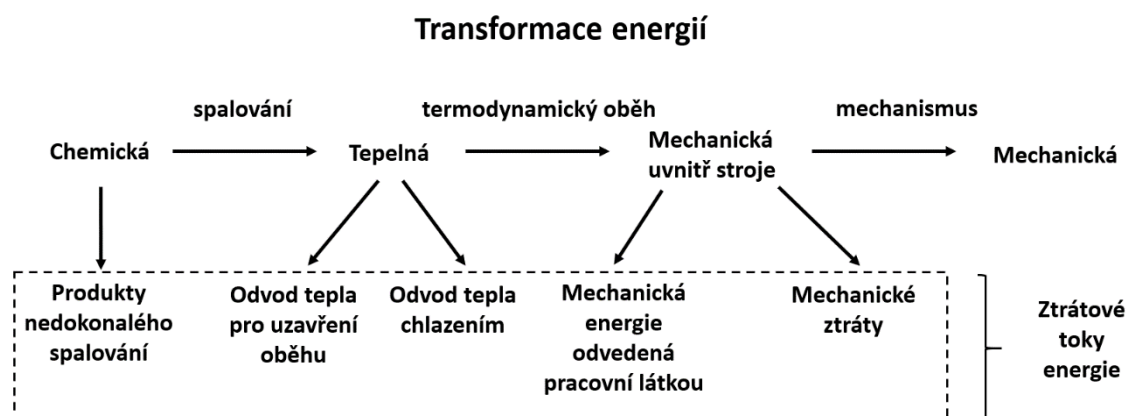 Transformace energií
spalování
termodynamický oběh
mechanismus
Chemická
Tepelná
Mechanická
uvnitř stroje
Mechanická
Produkty
nedokonalého
spalování
Odvod tepla
pro uzavření
oběhu
Odvod tepla
chlazením
Mechanická
energie
odvedená
pracovní látkou
Mechanické
ztráty
Ztrátové
toky
energie